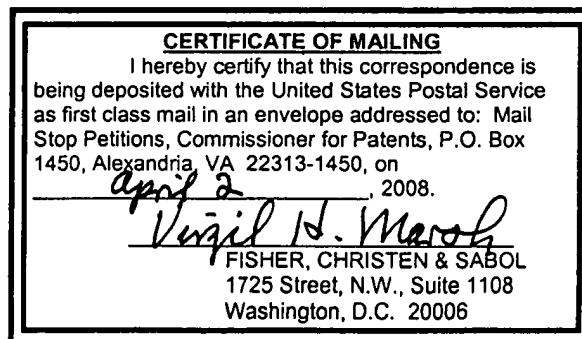 CERTIFICATE OF MAILING
I hereby certify that this correspondence is
being deposited with the United States Postal Service
as first class mail in an envelope addressed to: Mail
Stop Petitions, Commissioner for Patents, P.O. Box
1450, Alexandria, VA 22313-1450, on
April 2, 2008.
Virgil H. Marsh
FISHER, CHRISTEN & SABOL
1725 Street, N.W., Suite 1108
Washington, D.C. 20006